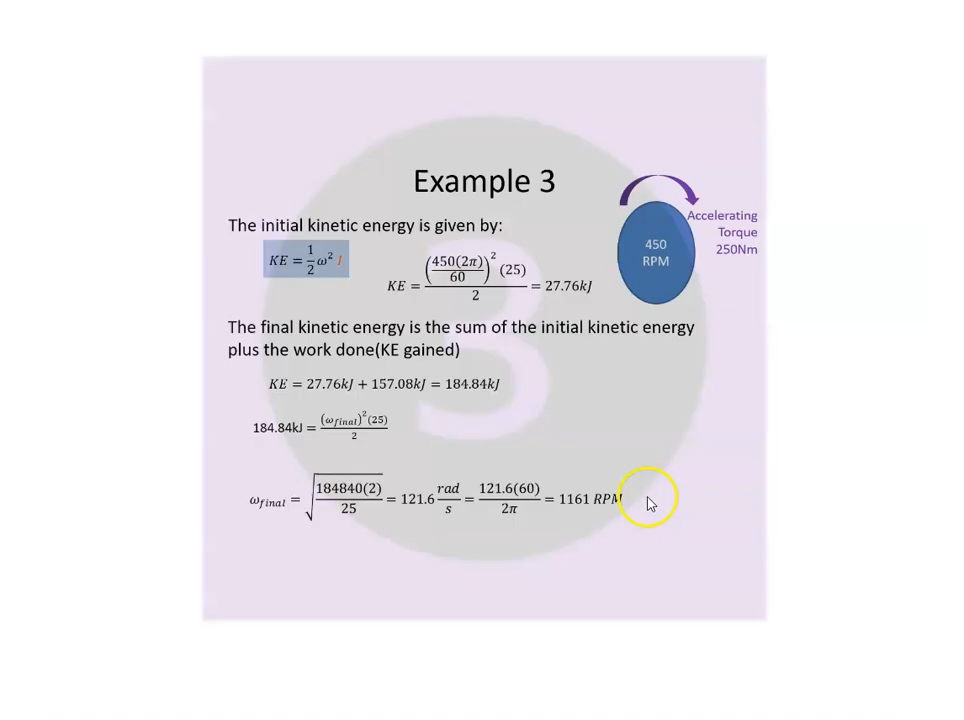 Example 3
Accelerating
Torque
250Nm
450
RPM
The initial kinetic energy is given by:
KE = 1/2 ω² I
KE = (450(2π)/60)² (25) / 2 = 27.76kJ
The final kinetic energy is the sum of the initial kinetic energy
plus the work done(KE gained)
KE = 27.76kJ + 157.08kJ = 184.84kJ
184.84kJ = (ω_final)² (25) / 2
ω_final = √(184840(2) / 25) = 121.6 rad/s = 121.6(60) / 2π = 1161 RPM
3